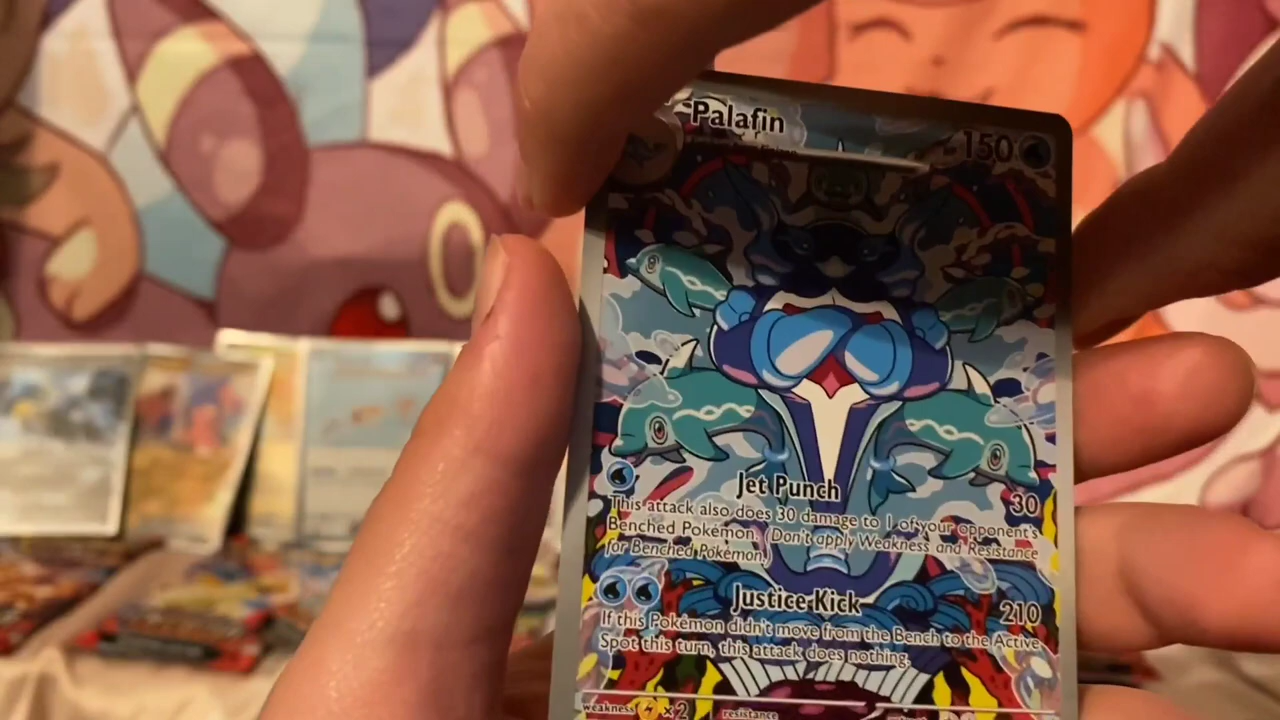 Palafin
150
Jet Punch 30
This attack also does 30 damage to 1 of your opponent's
Benched Pokémon. (Don't apply Weakness and Resistance
for Benched Pokémon.)
Justice Kick 210
If this Pokémon didn't move from the Bench to the Active
Spot this turn, this attack does nothing.
weakness ×2 resistance